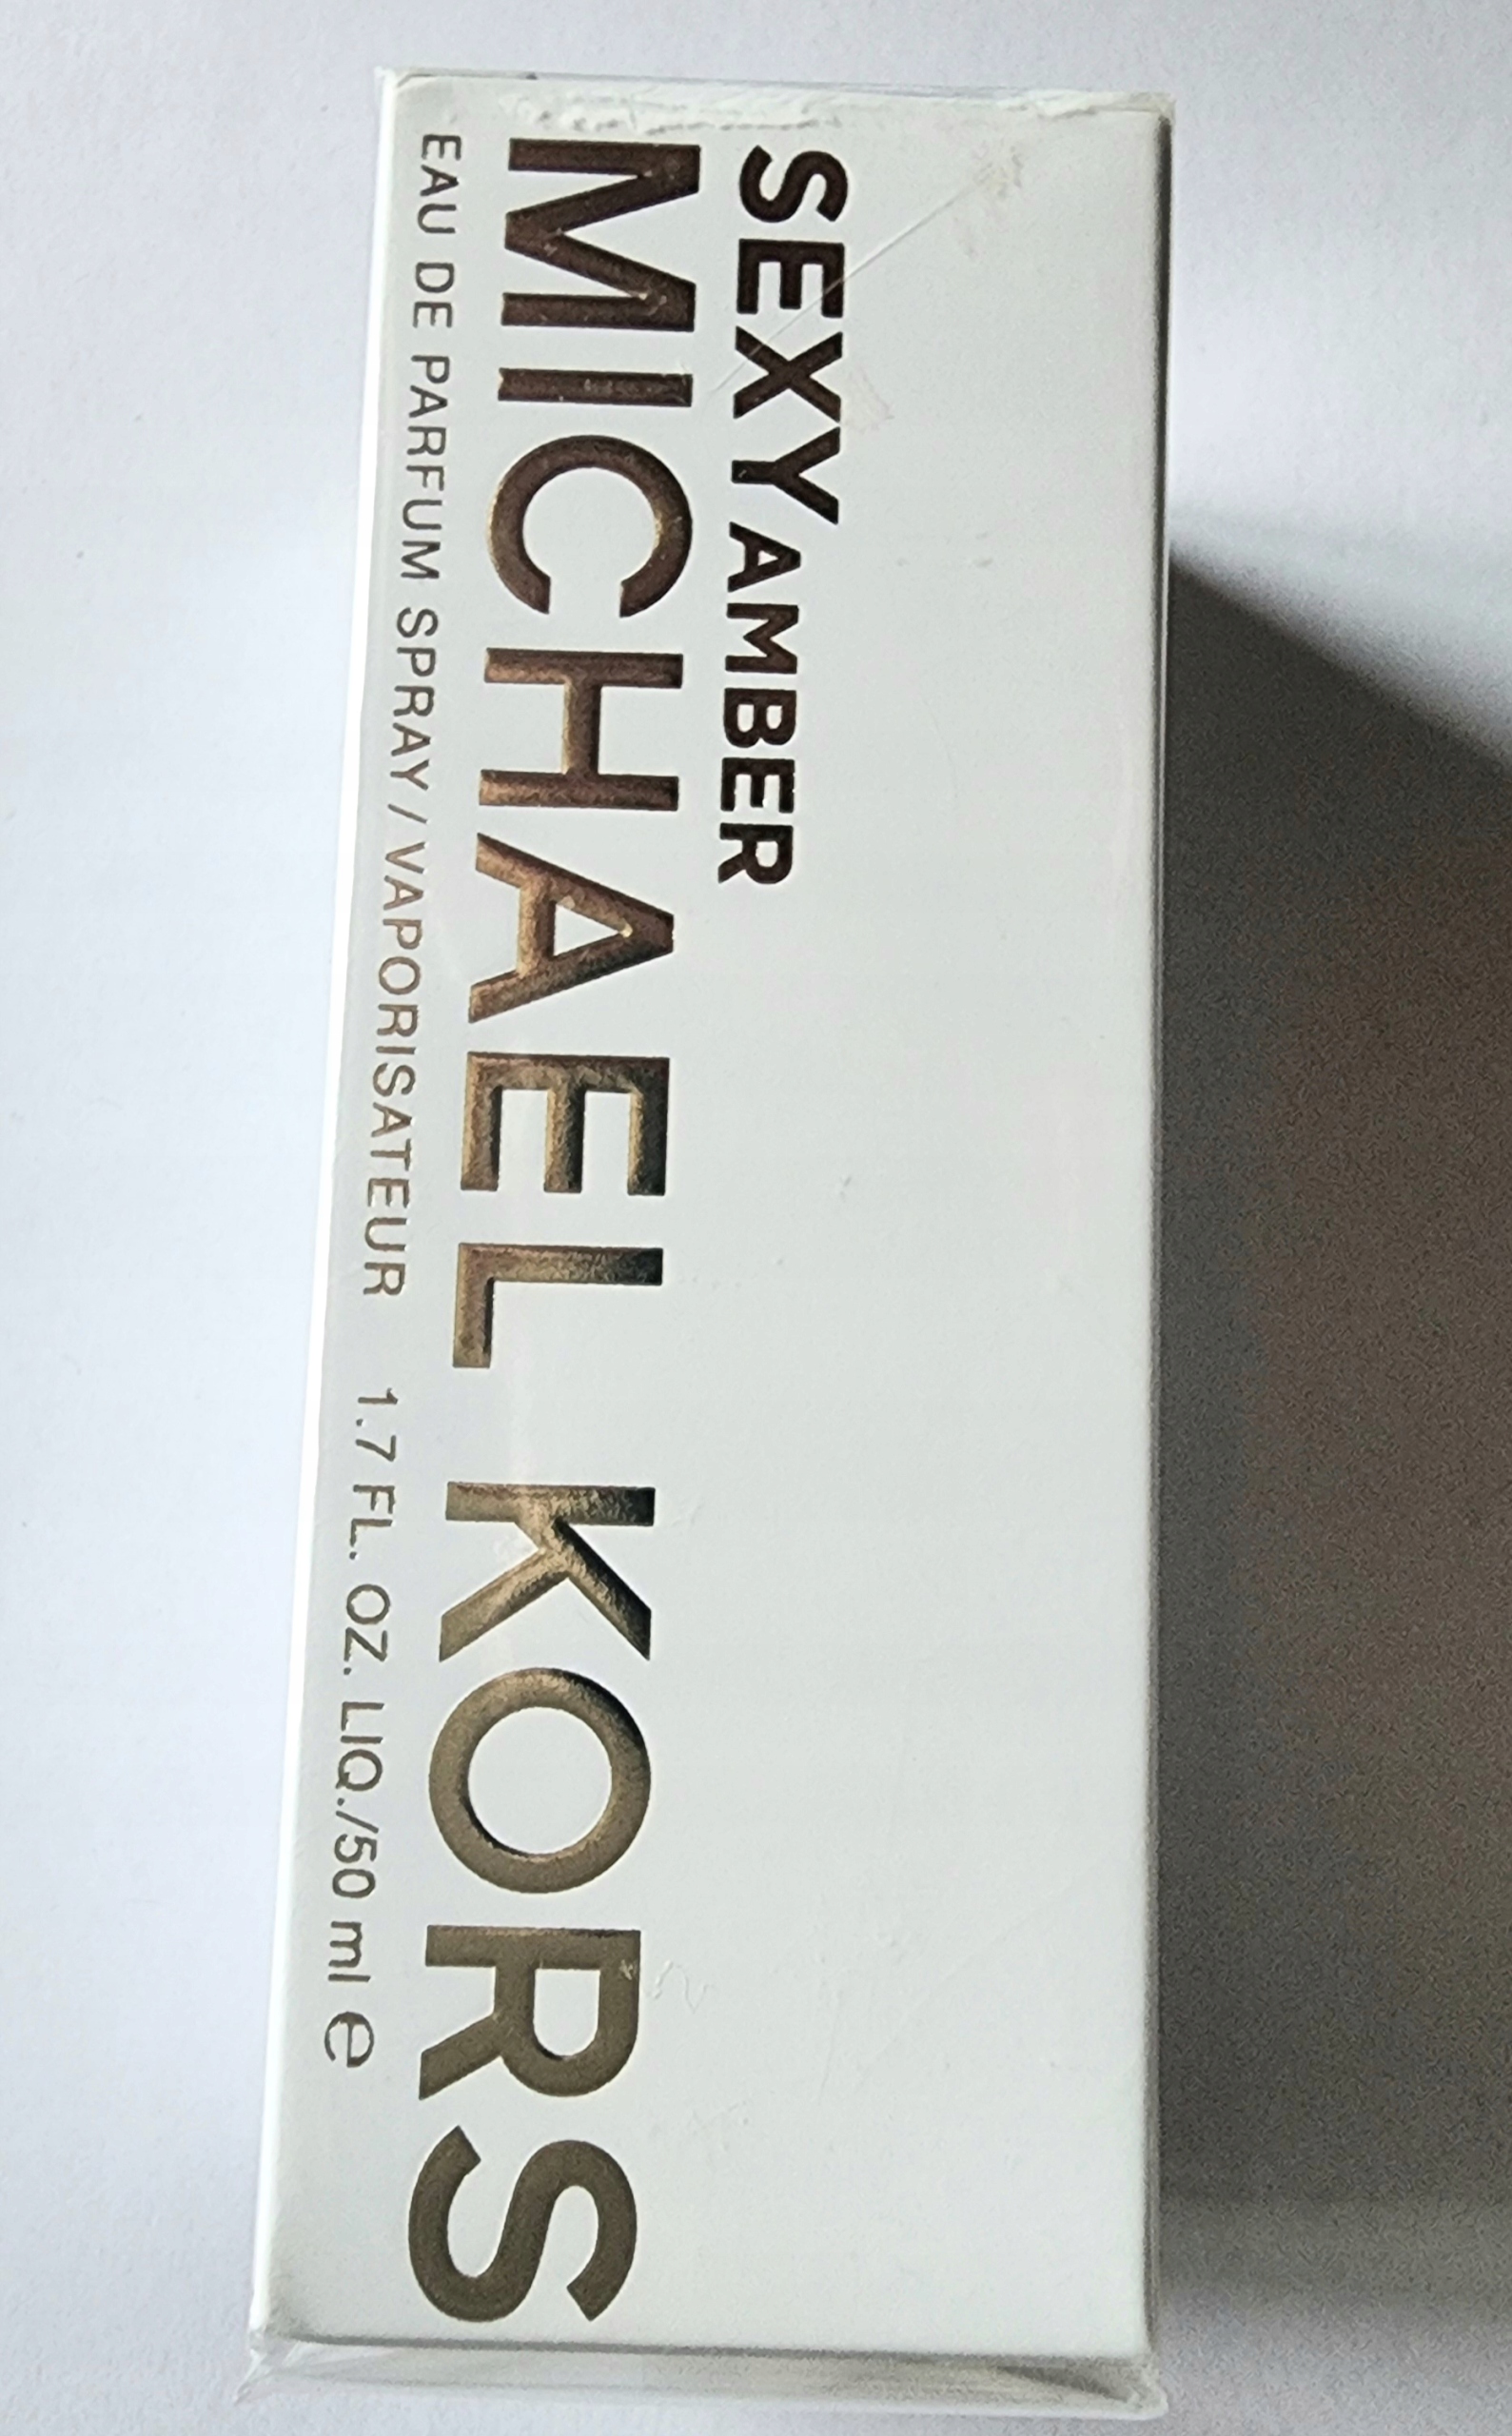 SEXY AMBER
MICHAEL KORS
EAU DE PARFUM SPRAY / VAPORISATEUR 1.7 FL. OZ. LIQ./50 ml ℮